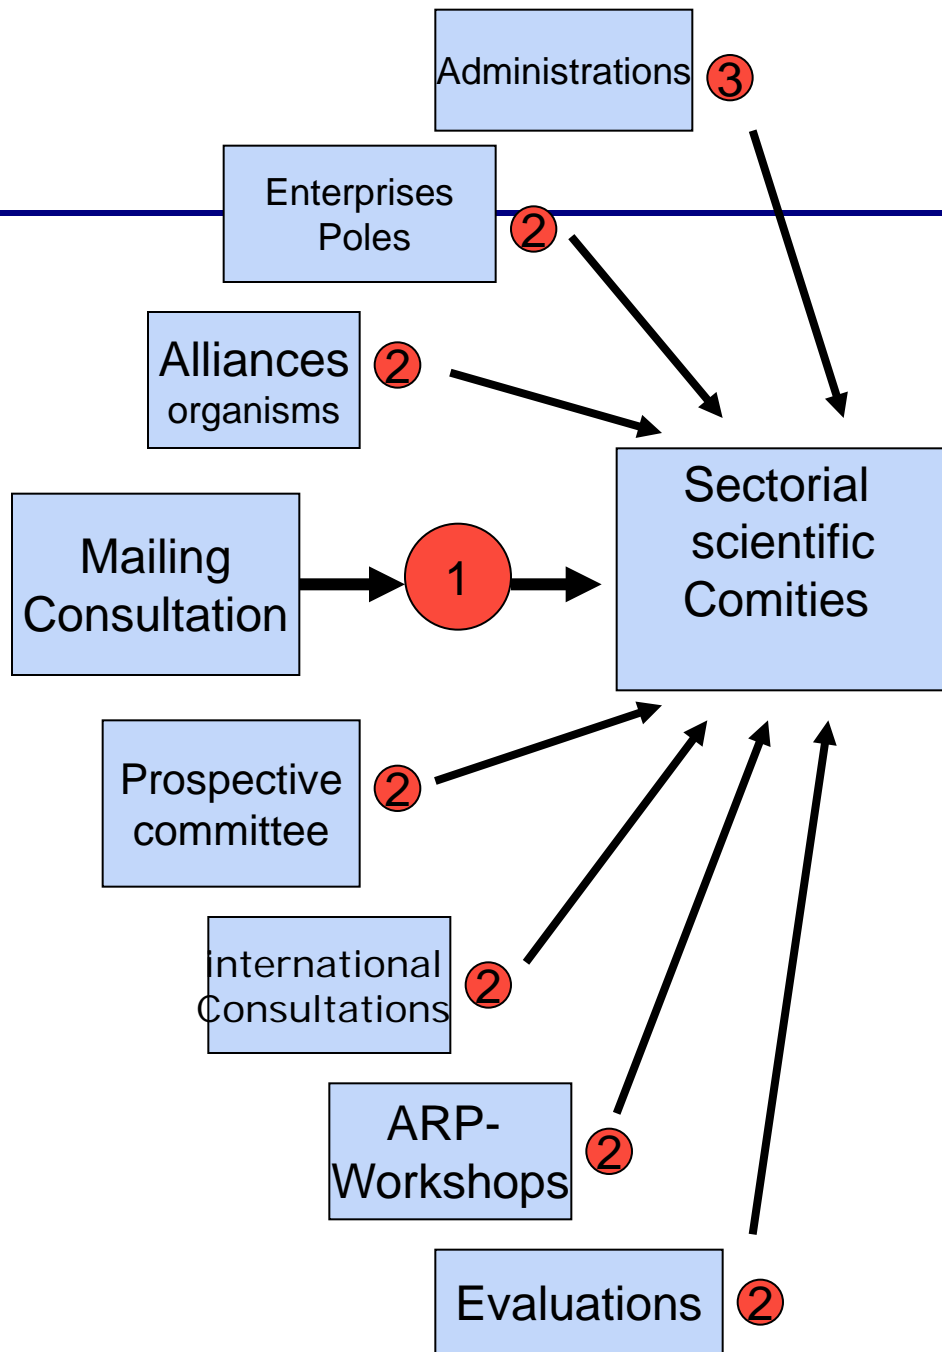 Administrations
3
Enterprises
Poles
2
Alliances
organisms
2
Mailing
Consultation
1
Sectorial
scientific
Comities
Prospective
committee
2
international
Consultations
2
ARP-
Workshops
2
Evaluations
2